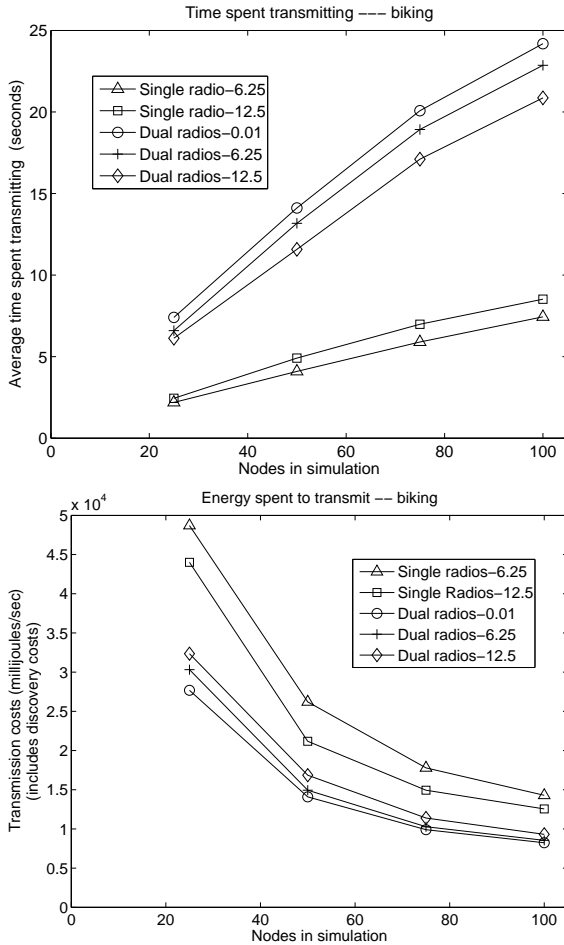 Time spent transmitting −−− biking
25
20
15
10
5
0
0
20
40
60
80
100
Average time spent transmitting (seconds)
Nodes in simulation
Single radio−6.25
Single radio−12.5
Dual radios−0.01
Dual radios−6.25
Dual radios−12.5
Energy spent to transmit −− biking
x 10⁴
5
4.5
4
3.5
3
2.5
2
1.5
1
0.5
0
0
20
40
60
80
100
Transmission costs (millijoules/sec)
(includes discovery costs)
Nodes in simulation
Single radios−6.25
Single Radios−12.5
Dual radios−0.01
Dual radios−6.25
Dual radios−12.5